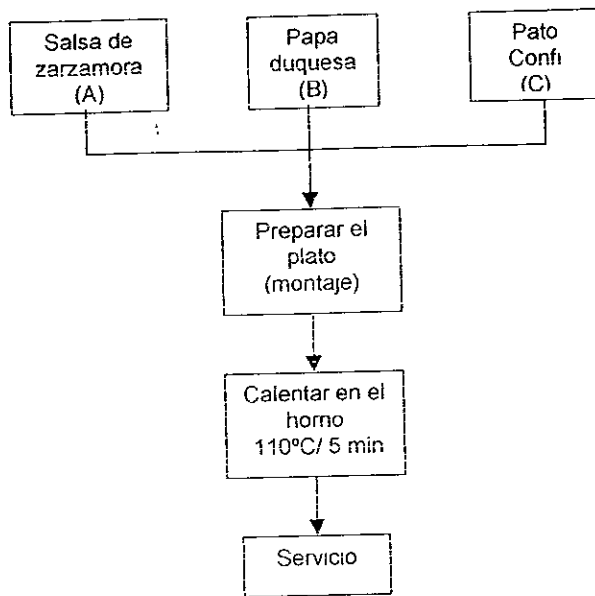 Salsa de
zarzamora
(A)
Papa
duquesa
(B)
Pato
Confi
(C)
Preparar el
plato
(montaje)
Calentar en el
horno
110ºC/ 5 min
Servicio